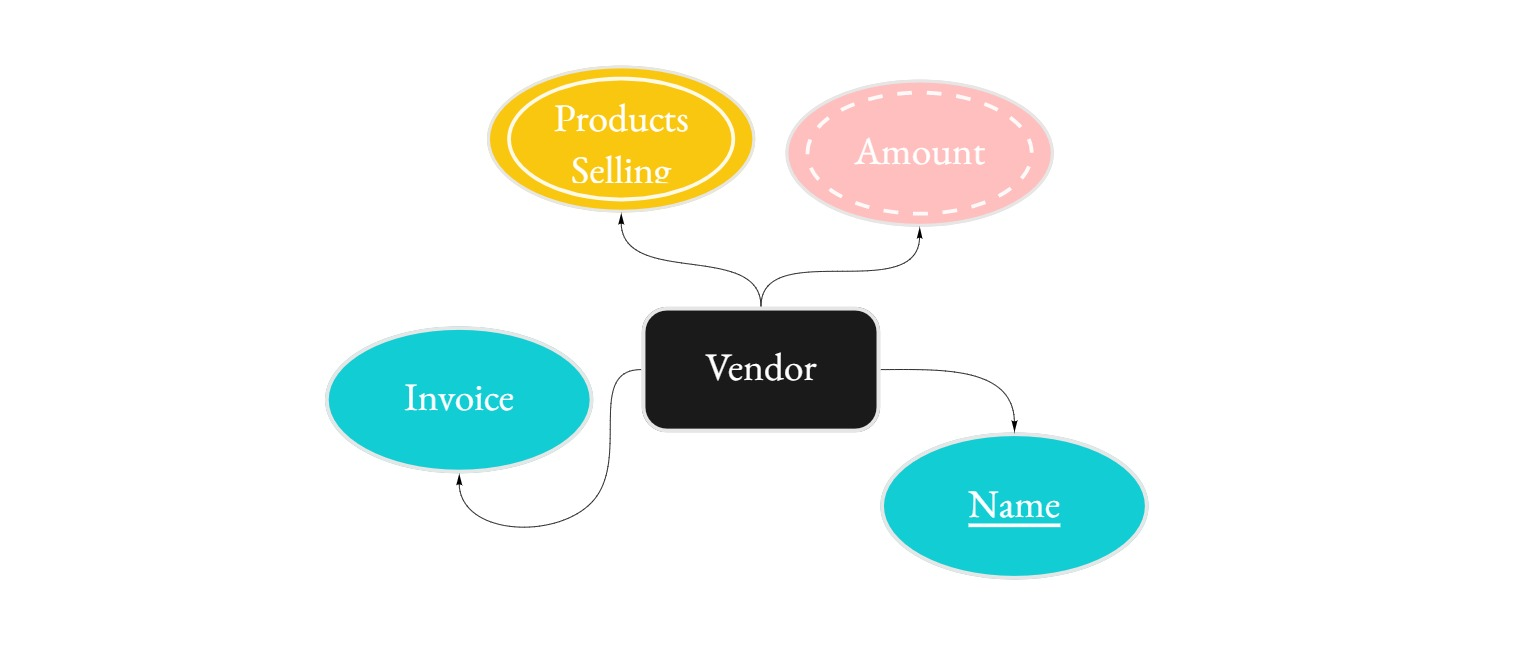 Products
Selling
Amount
Vendor
Invoice
Name